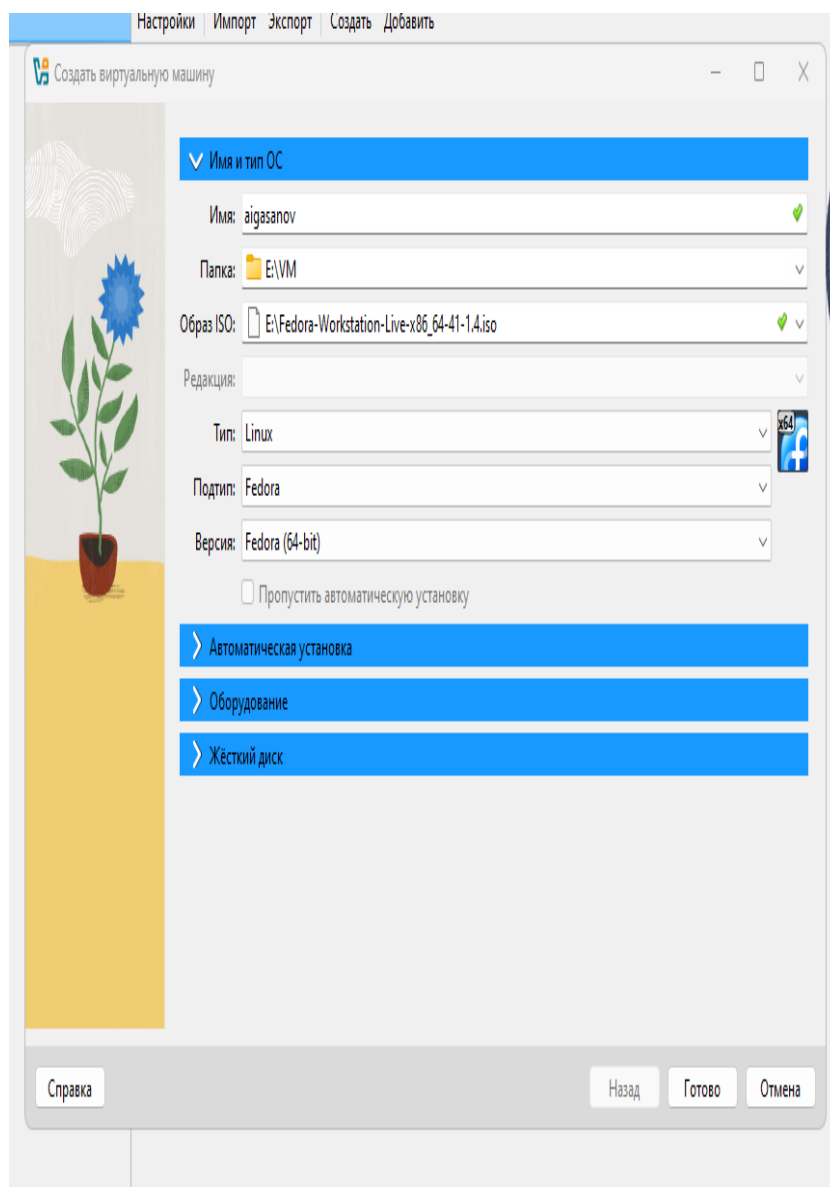 Настройки Импорт Экспорт Создать Добавить
Создать виртуальную машину
Имя и тип ОС
Имя: aigasanov
Папка: E:\VM
Образ ISO: E:\Fedora-Workstation-Live-x86_64-41-1.4.iso
Редакция:
Тип: Linux
x64
Подтип: Fedora
Версия: Fedora (64-bit)
Пропустить автоматическую установку
Автоматическая установка
Оборудование
Жёсткий диск
Справка Назад Готово Отмена